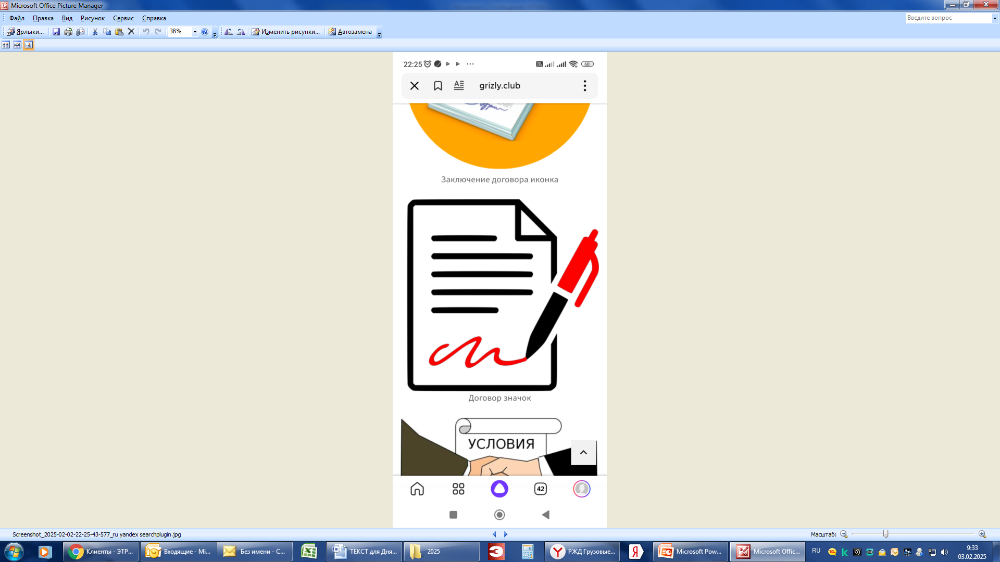 Microsoft Office Picture Manager
Файл Правка Вид Рисунок Сервис Справка
Введите вопрос
Ярлыки... 38% Изменить рисунки... Автозамена
22:25 60
grizly.club
Заключение договора иконка
Договор значок
УСЛОВИЯ
42
Screenshot_2025-02-02-22-25-43-577_ru yandex searchplugin.jpg
Масштаб:
Клиенты - ЭТР... Входящие - Mi... Без имени - С... ТЕКСТ для Дня... 2025 РЖД Грузовые... Microsoft Pow... Microsoft Offic... RU 9:33
03.02.2025